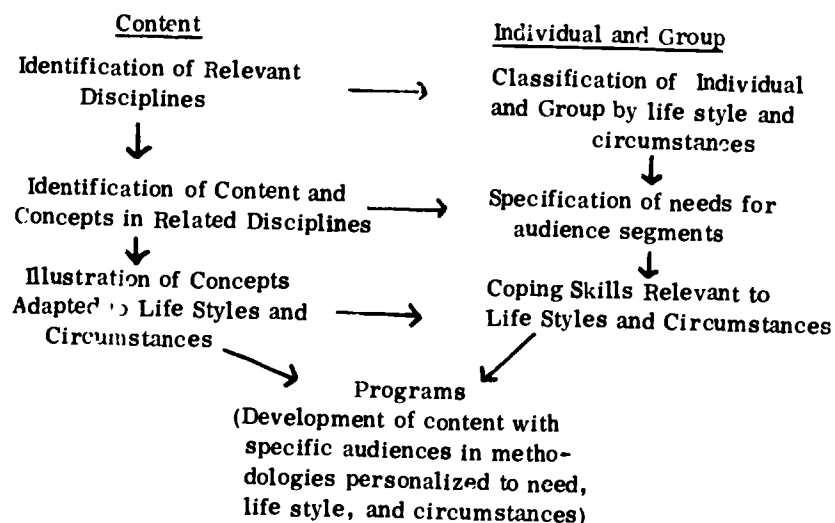 Content
Identification of Relevant
Disciplines
Identification of Content and
Concepts in Related Disciplines
Illustration of Concepts
Adapted to Life Styles and
Circumstances
Individual and Group
Classification of Individual
and Group by life style and
circumstances
Specification of needs for
audience segments
Coping Skills Relevant to
Life Styles and Circumstances
Programs
(Development of content with
specific audiences in metho-
dologies personalized to need,
life style, and circumstances)